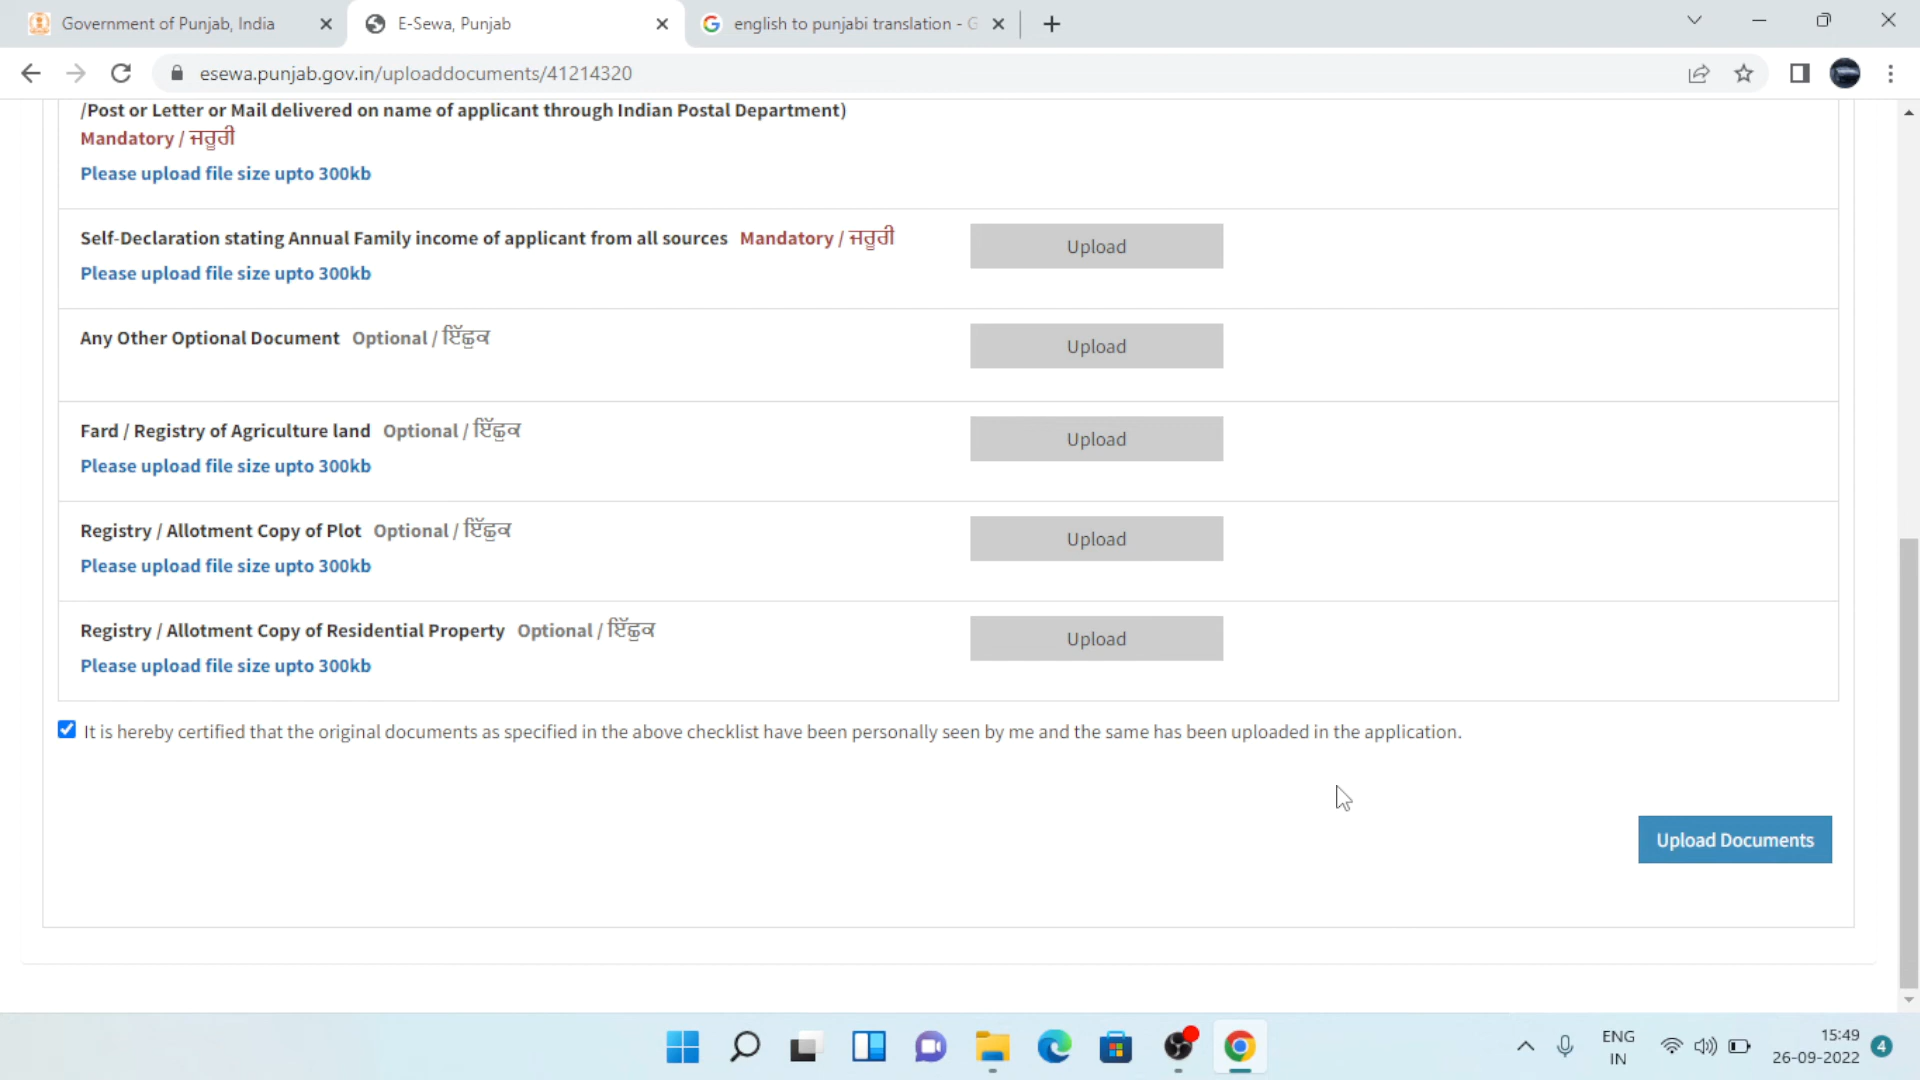 Government of Punjab, India
E-Sewa, Punjab
english to punjabi translation - G
esewa.punjab.gov.in/uploaddocuments/41214320
/Post or Letter or Mail delivered on name of applicant through Indian Postal Department)
Mandatory / ਜਰੂਰੀ
Please upload file size upto 300kb
Self-Declaration stating Annual Family income of applicant from all sources Mandatory / ਜਰੂਰੀ
Upload
Please upload file size upto 300kb
Any Other Optional Document Optional / ਇੱਛੁਕ
Upload
Fard / Registry of Agriculture land Optional / ਇੱਛੁਕ
Upload
Please upload file size upto 300kb
Registry / Allotment Copy of Plot Optional / ਇੱਛੁਕ
Upload
Please upload file size upto 300kb
Registry / Allotment Copy of Residential Property Optional / ਇੱਛੁਕ
Upload
Please upload file size upto 300kb
It is hereby certified that the original documents as specified in the above checklist have been personally seen by me and the same has been uploaded in the application.
Upload Documents
ENG
IN
15:49
26-09-2022
4